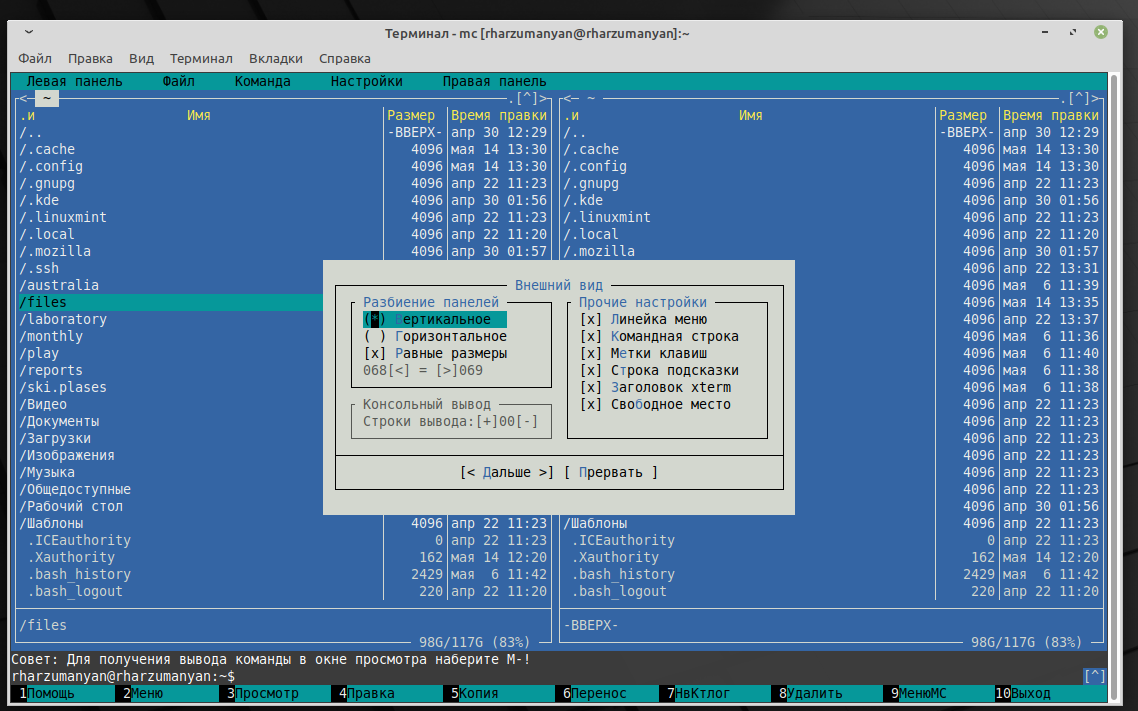 Терминал - mc [rharzumanyan@rharzumanyan]:~
Файл Правка Вид Терминал Вкладки Справка
Левая панель Файл Команда Настройки Правая панель
<─ ~ ─.[^]> <─ ~ ─.[^]>
.и Имя Размер Время правки .и Имя Размер Время правки
/.. -ВВЕРХ- апр 30 12:29 /.. -ВВЕРХ- апр 30 12:29
/.cache 4096 мая 14 13:30 /.cache 4096 мая 14 13:30
/.config 4096 мая 14 13:30 /.config 4096 мая 14 13:30
/.gnupg 4096 апр 22 11:23 /.gnupg 4096 апр 22 11:23
/.kde 4096 апр 30 01:56 /.kde 4096 апр 30 01:56
/.linuxmint 4096 апр 22 11:23 /.linuxmint 4096 апр 22 11:23
/.local 4096 апр 22 11:20 /.local 4096 апр 22 11:20
/.mozilla 4096 апр 30 01:57 /.mozilla 4096 апр 30 01:57
/.ssh 4096 апр 22 13:31
/australia 4096 мая 6 11:39
/files 4096 мая 14 13:35
/laboratory 4096 апр 22 13:37
/monthly 4096 мая 6 11:36
/play 4096 мая 6 11:40
/reports 4096 мая 6 11:38
/ski.plases 4096 мая 6 11:38
/Видео 4096 апр 22 11:23
/Документы 4096 апр 22 11:23
/Загрузки 4096 апр 22 11:23
/Изображения 4096 апр 22 11:23
/Музыка 4096 апр 22 11:23
/Общедоступные 4096 апр 22 11:23
/Рабочий стол 4096 апр 30 01:56
/Шаблоны 4096 апр 22 11:23 /Шаблоны 4096 апр 22 11:23
.ICEauthority 0 апр 22 11:23 .ICEauthority 0 апр 22 11:23
.Xauthority 162 мая 14 12:20 .Xauthority 162 мая 14 12:20
.bash_history 2429 мая 6 11:42 .bash_history 2429 мая 6 11:42
.bash_logout 220 апр 22 11:20 .bash_logout 220 апр 22 11:20
Внешний вид
Разбиение панелей
(*) Вертикальное
( ) Горизонтальное
[x] Равные размеры
068[<] = [>]069
Консольный вывод
Строки вывода:[+]00[-]
Прочие настройки
[x] Линейка меню
[x] Командная строка
[x] Метки клавиш
[x] Строка подсказки
[x] Заголовок xterm
[x] Свободное место
[< Дальше >] [ Прервать ]
/files -ВВЕРХ-
98G/117G (83%) 98G/117G (83%)
Совет: Для получения вывода команды в окне просмотра наберите M-!
rharzumanyan@rharzumanyan:~$ [^]
1Помощь 2Меню 3Просмотр 4Правка 5Копия 6Перенос 7НвКтлог 8Удалить 9МенюMC 10Выход